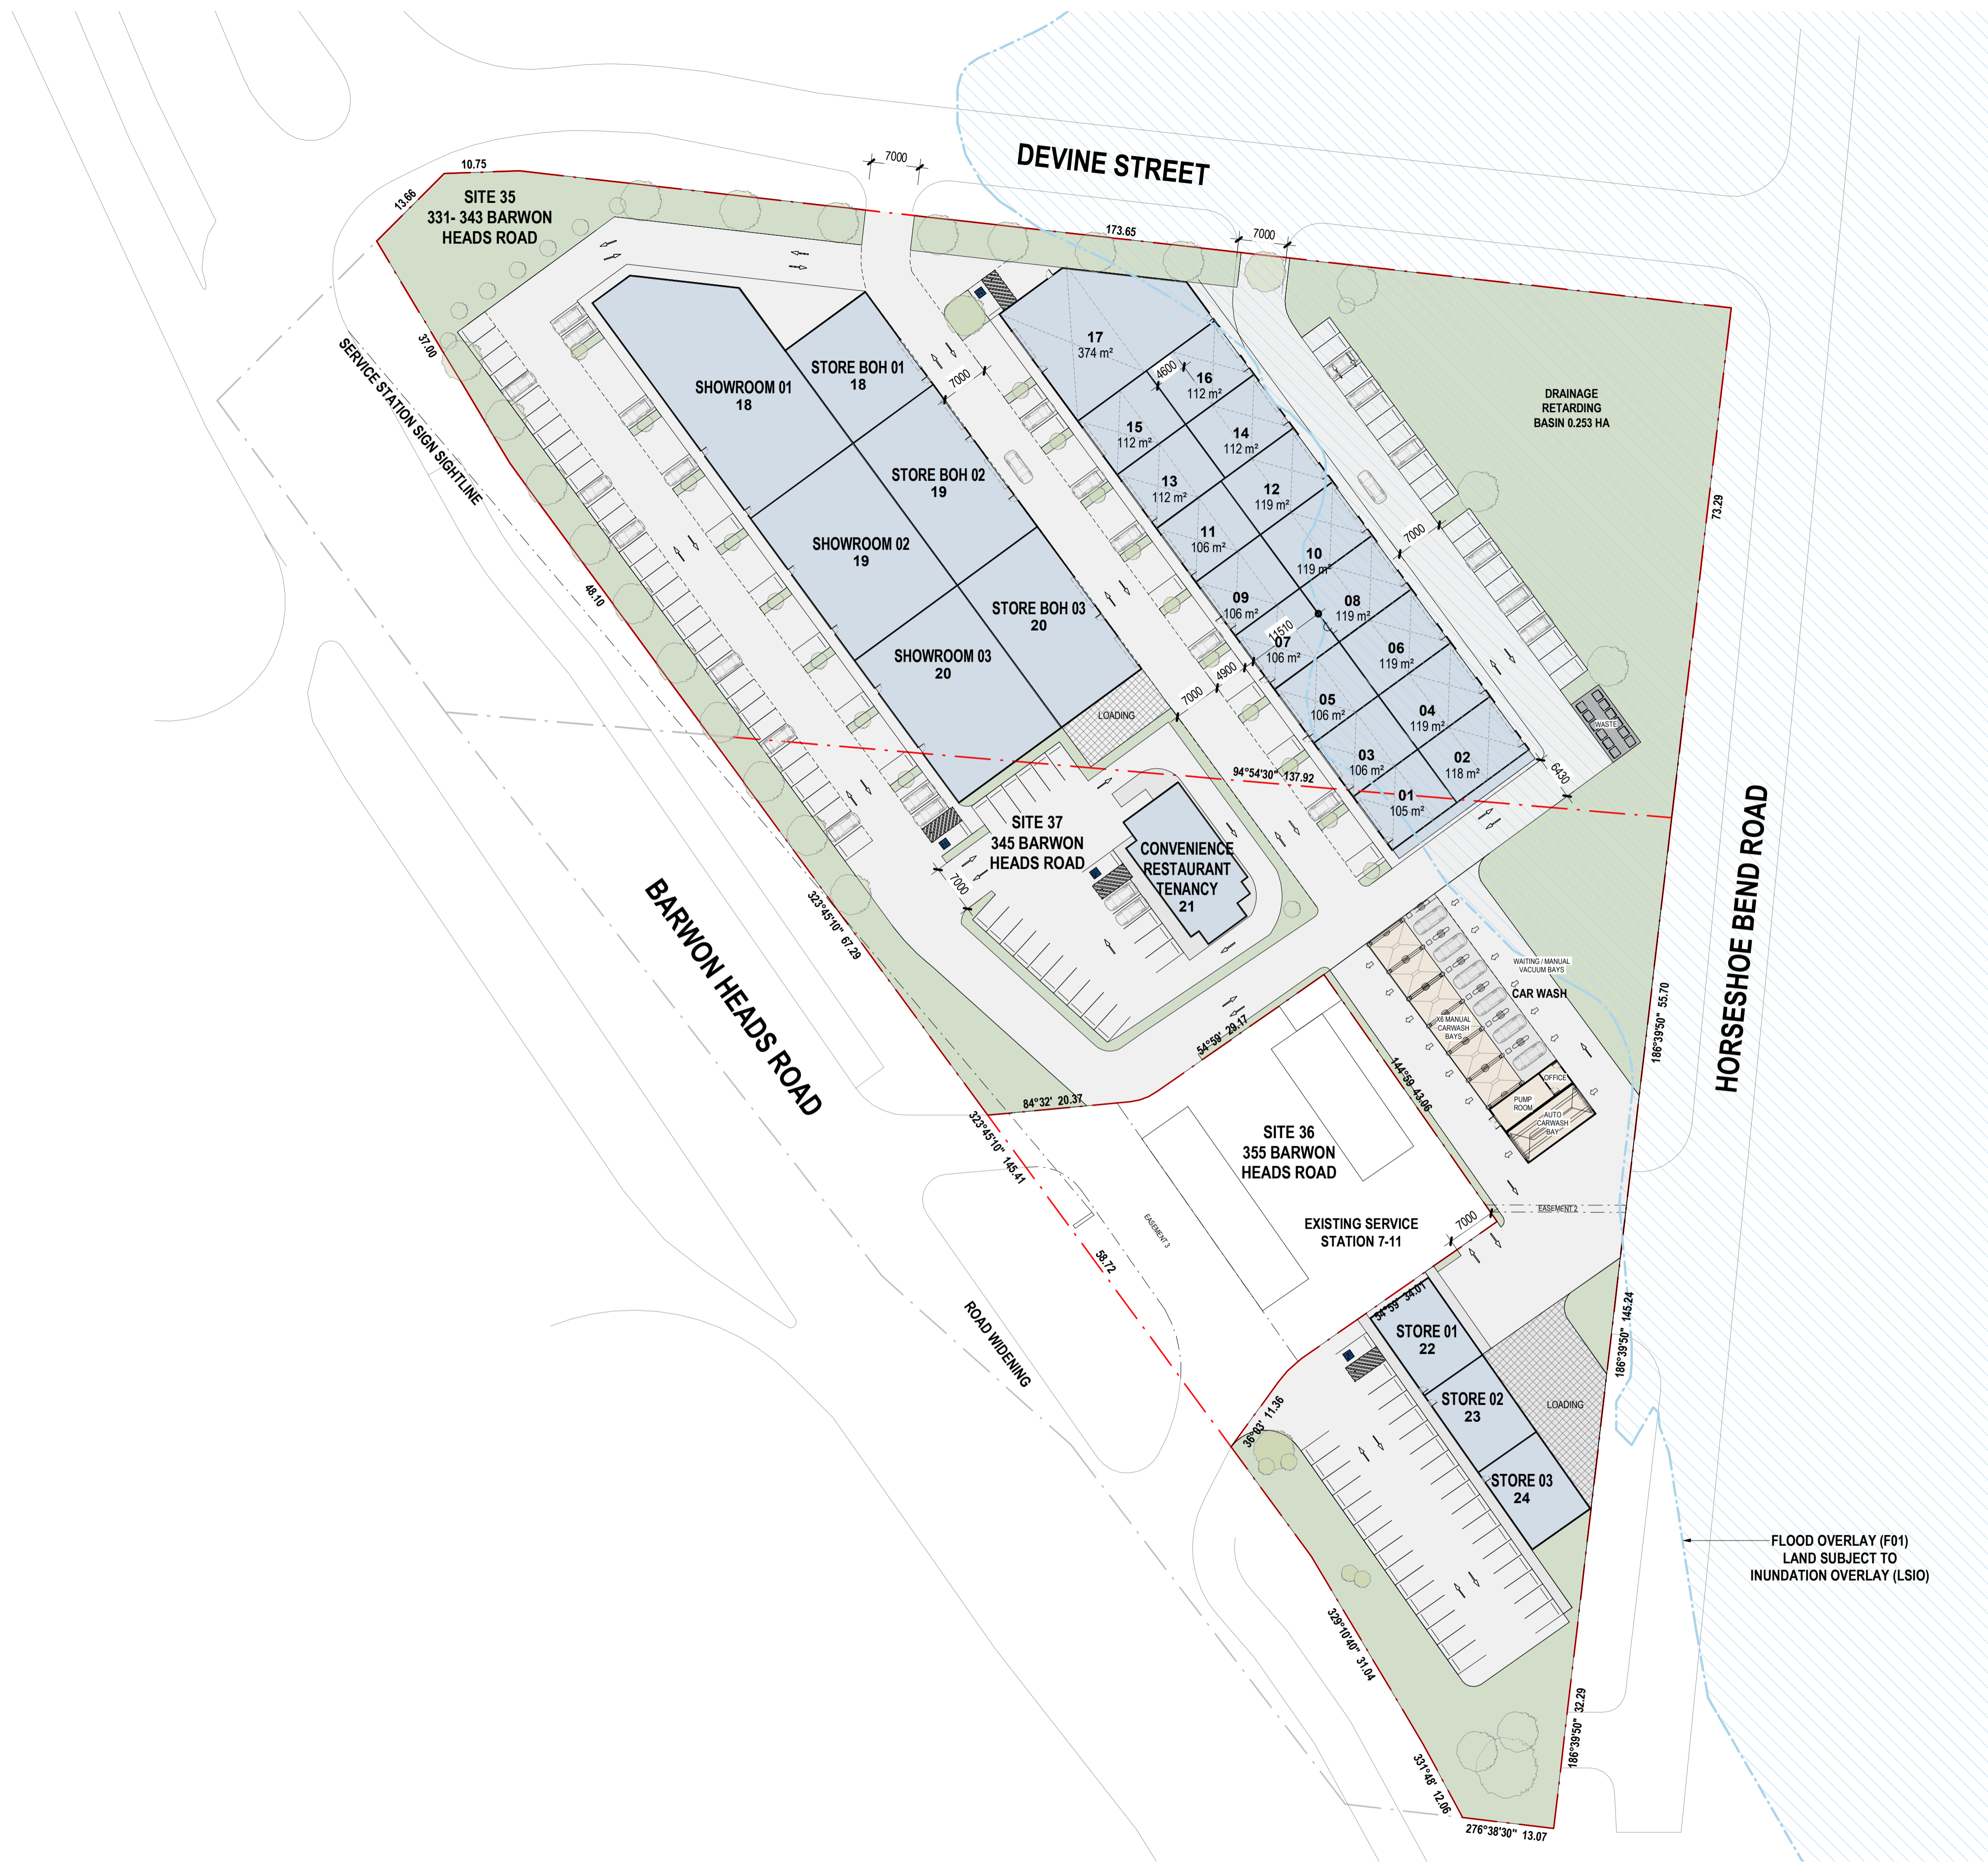 DEVINE STREET
7000
10.75
13.66
SITE 35
331- 343 BARWON
HEADS ROAD
173.65
7000
37.00
SERVICE STATION SIGN SIGHTLINE
SHOWROOM 01
18
STORE BOH 01
18
7000
17
374 m²
4600
16
112 m²
15
112 m²
14
112 m²
DRAINAGE
RETARDING
BASIN 0.253 HA
SHOWROOM 02
19
STORE BOH 02
19
13
112 m²
12
119 m²
11
106 m²
10
119 m²
7000
73.29
48.10
09
106 m²
08
119 m²
11510
07
106 m²
06
119 m²
SHOWROOM 03
20
STORE BOH 03
20
7000
4900
05
106 m²
04
119 m²
LOADING
WASTE
03
106 m²
02
118 m²
6430
94°54'30" 137.92
01
105 m²
SITE 37
345 BARWON
HEADS ROAD
CONVENIENCE
RESTAURANT
TENANCY
21
7000
BARWON HEADS ROAD
323°45'10" 67.29
HORSESHOE BEND ROAD
WAITING / MANUAL
VACUUM BAYS
CAR WASH
X6 MANUAL
CARWASH
BAYS
186°39'50" 55.70
54°59' 29.17
144°59' 43.06
OFFICE
PUMP
ROOM
AUTO
CARWASH
BAY
84°32' 20.37
323°45'10" 145.41
SITE 36
355 BARWON
HEADS ROAD
EASEMENT 2
EASEMENT 3
EXISTING SERVICE
STATION 7-11
7000
58.72
ROAD WIDENING
54°59' 34.01
186°39'50" 145.24
STORE 01
22
STORE 02
23
LOADING
36°03' 11.36
STORE 03
24
FLOOD OVERLAY (F01)
LAND SUBJECT TO
INUNDATION OVERLAY (LSIO)
329°10'40" 31.04
186°39'50" 32.29
331°48' 12.06
276°38'30" 13.07